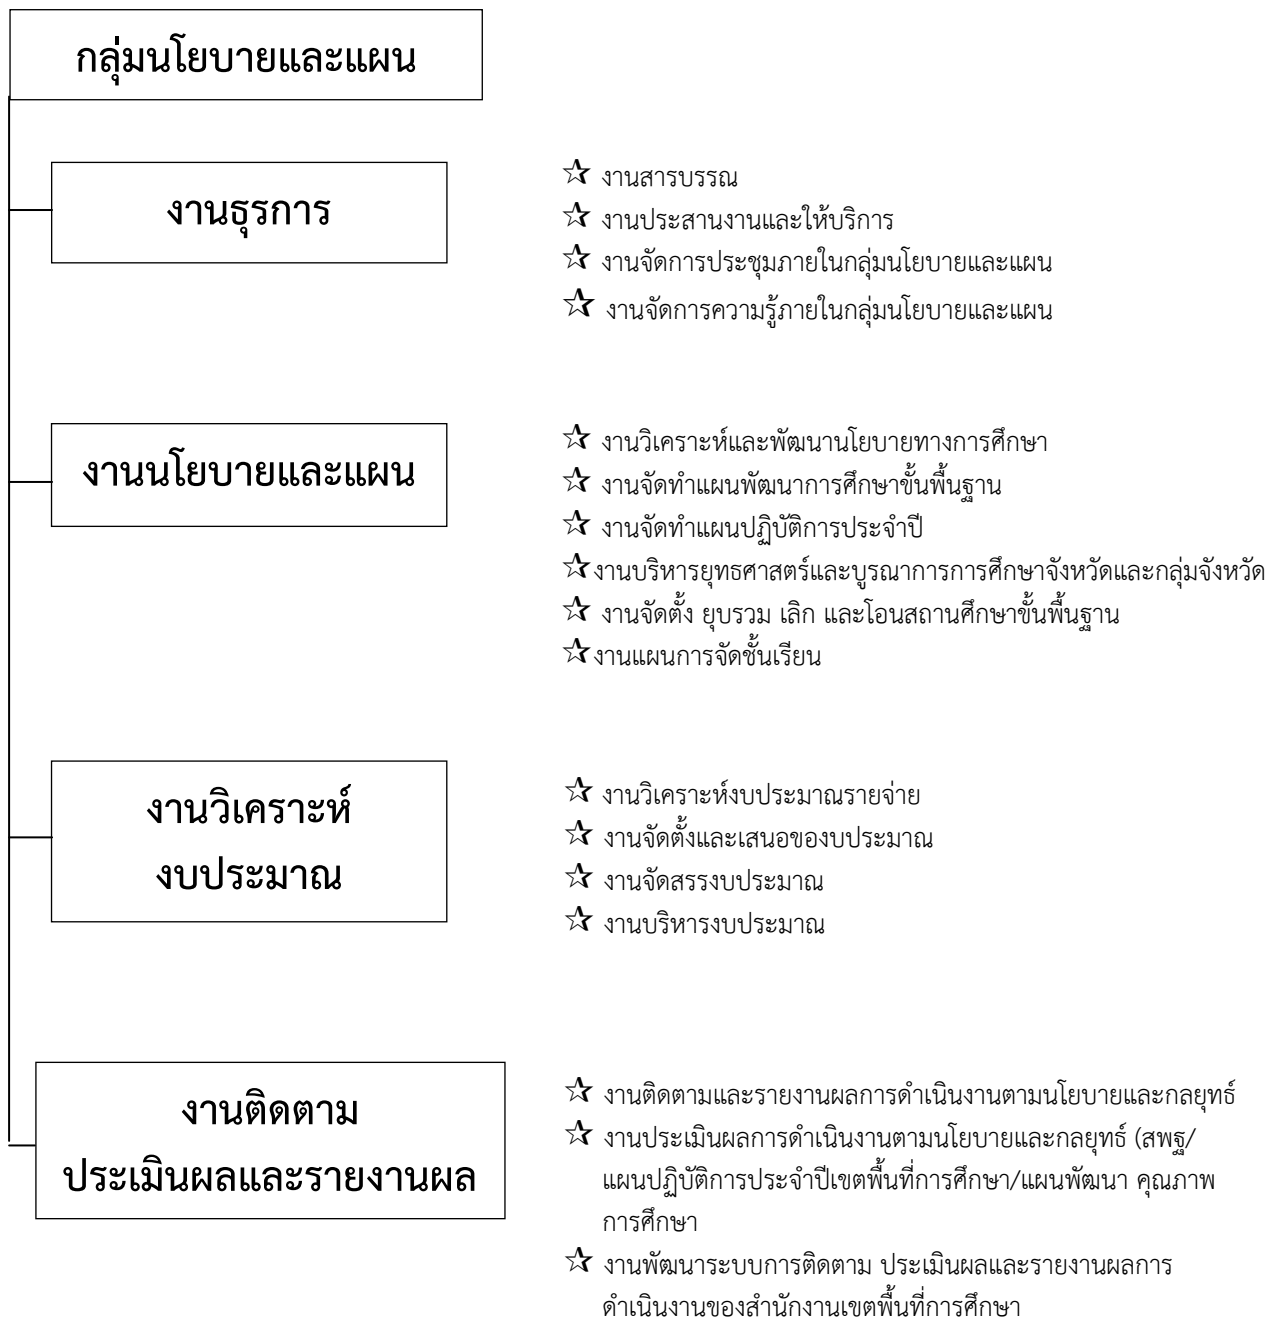 กลุ่มนโยบายและแผน
งานธุรการ
☆ งานสารบรรณ
☆ งานประสานงานและให้บริการ
☆ งานจัดการประชุมภายในกลุ่มนโยบายและแผน
☆ งานจัดการความรู้ภายในกลุ่มนโยบายและแผน
งานนโยบายและแผน
☆ งานวิเคราะห์และพัฒนานโยบายทางการศึกษา
☆ งานจัดทำแผนพัฒนาการศึกษาขั้นพื้นฐาน
☆ งานจัดทำแผนปฏิบัติการประจำปี
☆งานบริหารยุทธศาสตร์และบูรณาการการศึกษาจังหวัดและกลุ่มจังหวัด
☆ งานจัดตั้ง ยุบรวม เลิก และโอนสถานศึกษาขั้นพื้นฐาน
☆งานแผนการจัดชั้นเรียน
งานวิเคราะห์
งบประมาณ
☆ งานวิเคราะห์งบประมาณรายจ่าย
☆ งานจัดตั้งและเสนอของบประมาณ
☆ งานจัดสรรงบประมาณ
☆ งานบริหารงบประมาณ
งานติดตาม
ประเมินผลและรายงานผล
☆ งานติดตามและรายงานผลการดำเนินงานตามนโยบายและกลยุทธ์
☆ งานประเมินผลการดำเนินงานตามนโยบายและกลยุทธ์ (สพฐ/
แผนปฏิบัติการประจำปีเขตพื้นที่การศึกษา/แผนพัฒนา คุณภาพ
การศึกษา
☆ งานพัฒนาระบบการติดตาม ประเมินผลและรายงานผลการ
ดำเนินงานของสำนักงานเขตพื้นที่การศึกษา